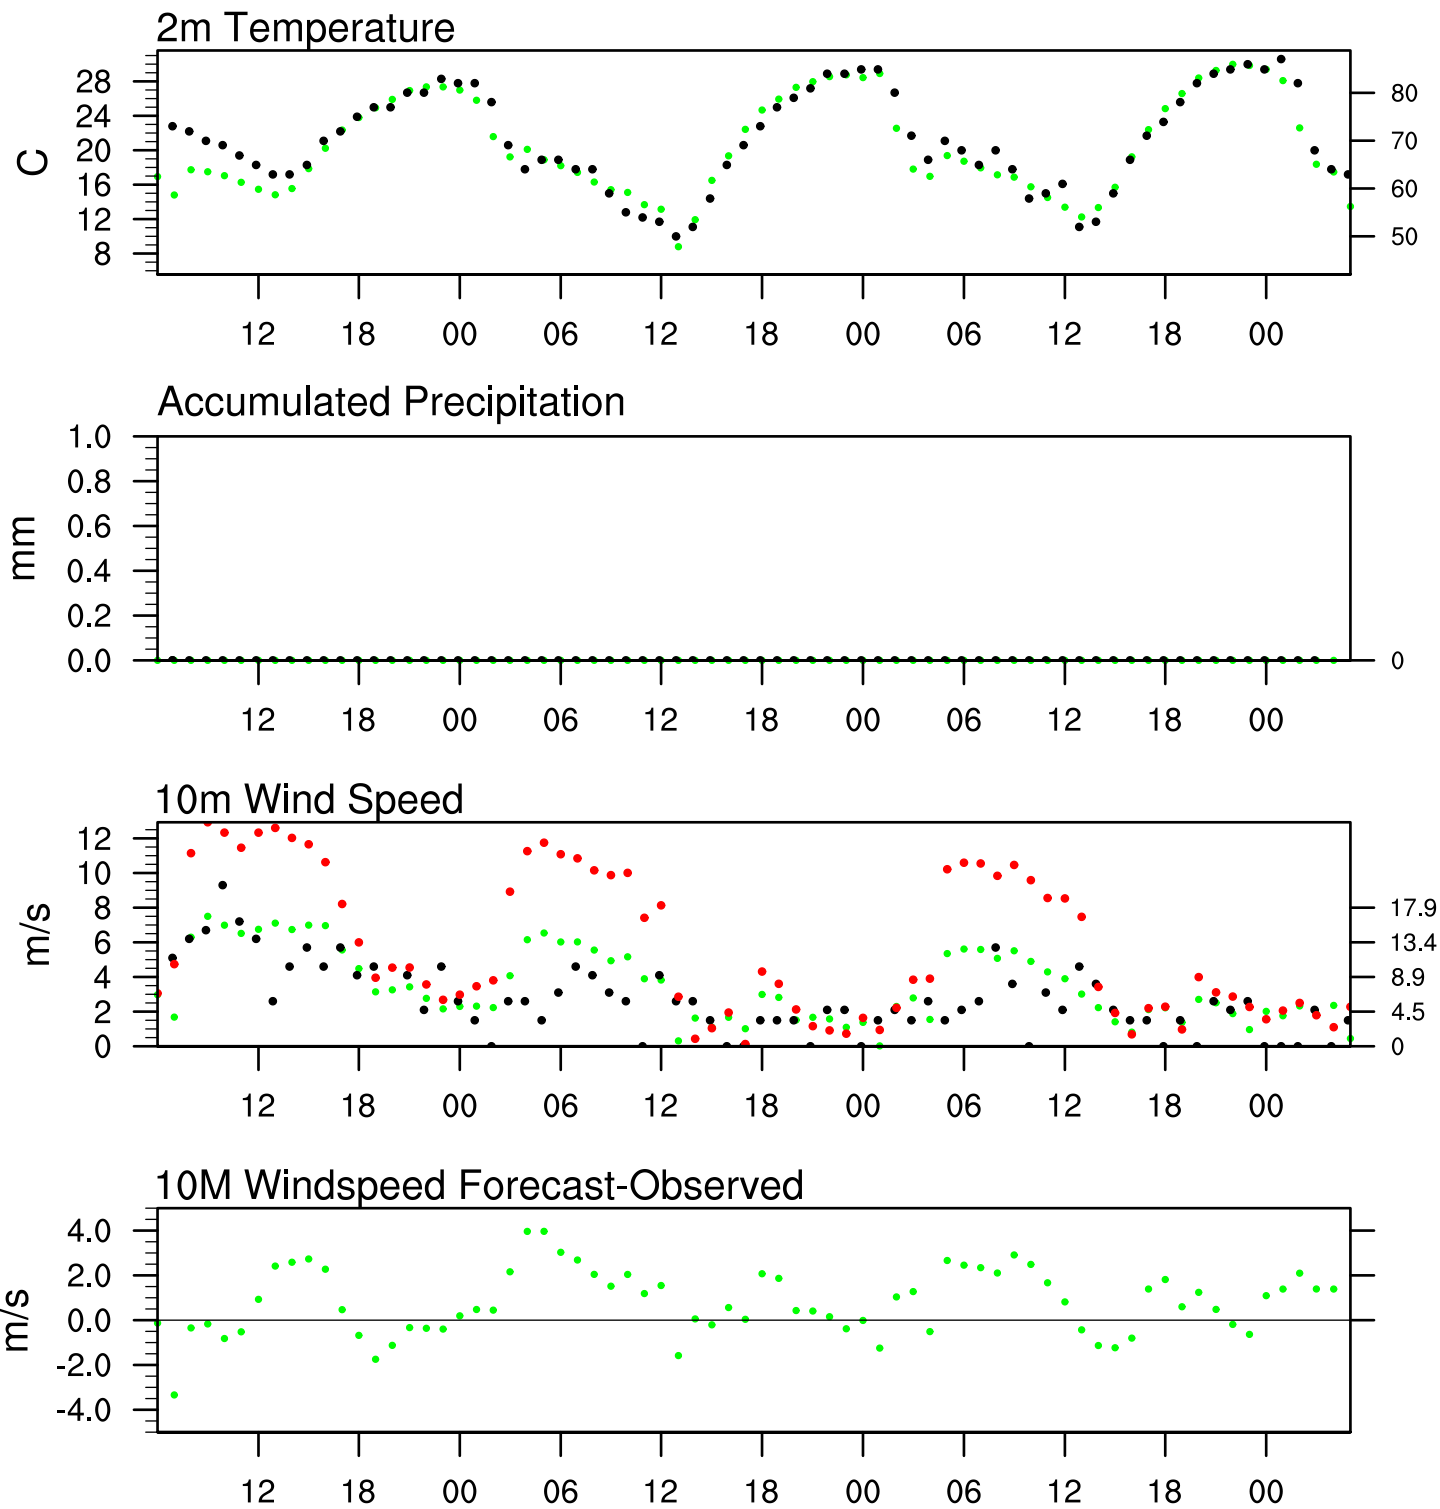 2m Temperature
C
28
24
20
16
12
8
80
70
60
50
12 18 00 06 12 18 00 06 12 18 00
Accumulated Precipitation
mm
1.0
0.8
0.6
0.4
0.2
0.0
0
12 18 00 06 12 18 00 06 12 18 00
10m Wind Speed
m/s
12
10
8
6
4
2
0
17.9
13.4
8.9
4.5
0
12 18 00 06 12 18 00 06 12 18 00
10M Windspeed Forecast-Observed
m/s
4.0
2.0
0.0
-2.0
-4.0
12 18 00 06 12 18 00 06 12 18 00